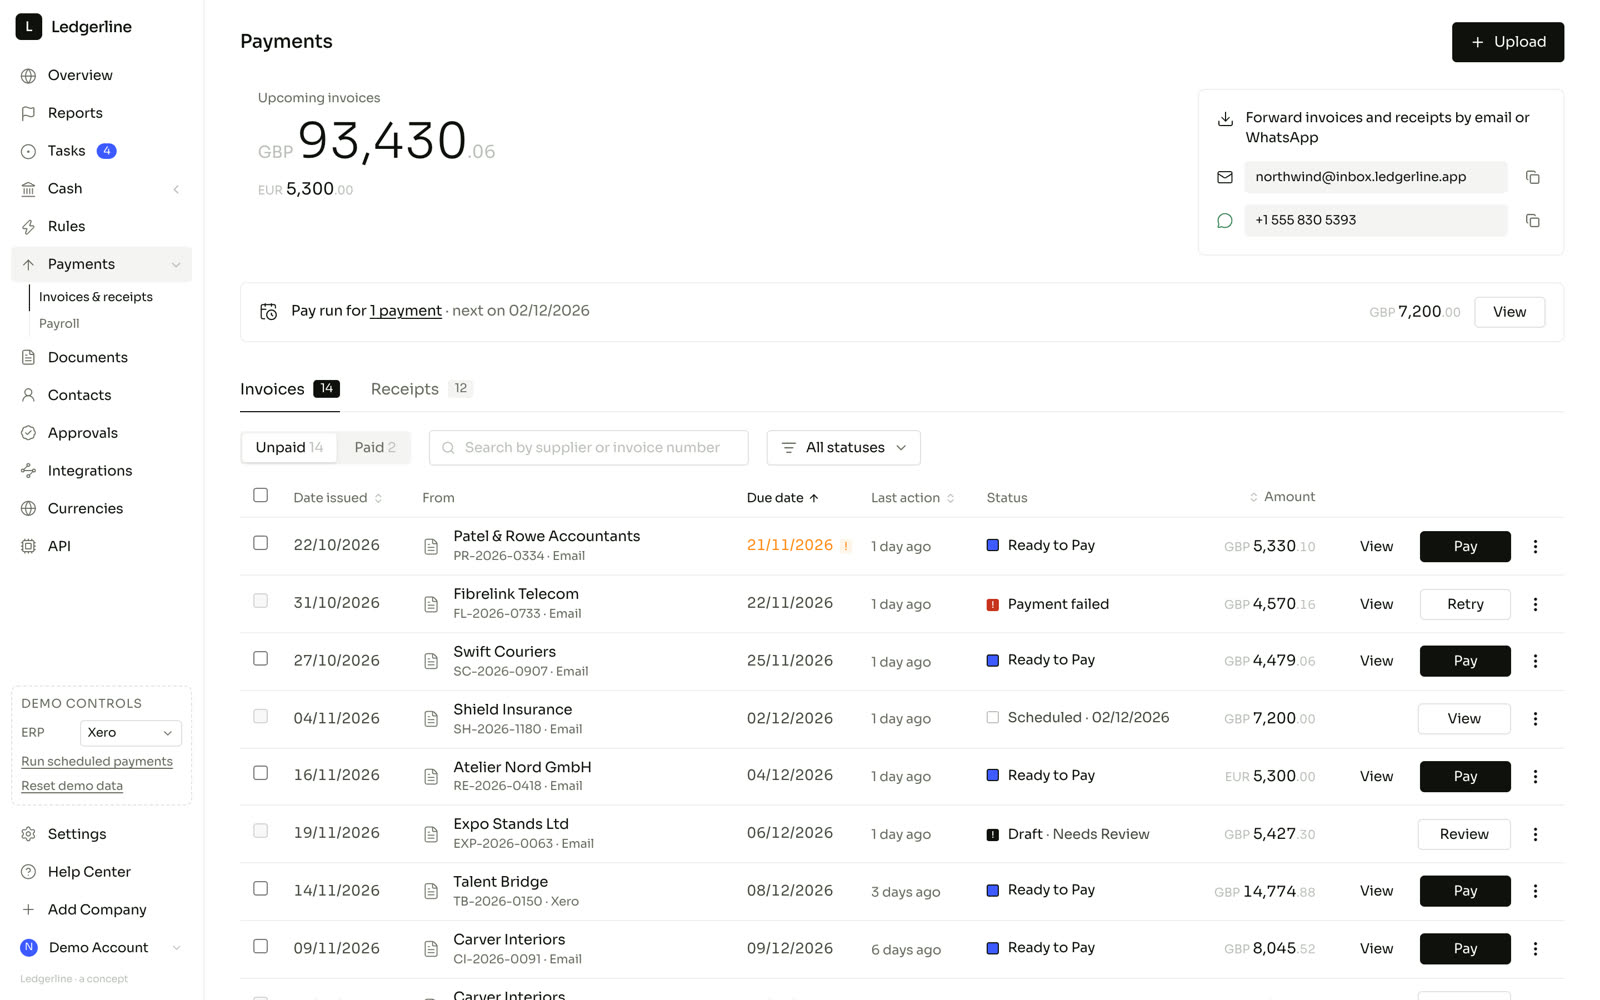 L Ledgerline
Overview
Reports
Tasks 4
Cash
Rules
Payments
Invoices & receipts
Payroll
Documents
Contacts
Approvals
Integrations
Currencies
API
DEMO CONTROLS
ERP Xero
Run scheduled payments
Reset demo data
Settings
Help Center
Add Company
N Demo Account
Ledgerline · a concept
Payments
+ Upload
Upcoming invoices
GBP 93,430.06
EUR 5,300.00
Forward invoices and receipts by email or
WhatsApp
northwind@inbox.ledgerline.app
+1 555 830 5393
Pay run for 1 payment · next on 02/12/2026 GBP 7,200.00 View
Invoices 14 Receipts 12
Unpaid 14 Paid 2 Search by supplier or invoice number All statuses
Date issued From Due date Last action Status Amount
22/10/2026 Patel & Rowe Accountants 21/11/2026 ! 1 day ago Ready to Pay GBP 5,330.10 View Pay
PR-2026-0334 · Email
31/10/2026 Fibrelink Telecom 22/11/2026 1 day ago ! Payment failed GBP 4,570.16 View Retry
FL-2026-0733 · Email
27/10/2026 Swift Couriers 25/11/2026 1 day ago Ready to Pay GBP 4,479.06 View Pay
SC-2026-0907 · Email
04/11/2026 Shield Insurance 02/12/2026 1 day ago Scheduled · 02/12/2026 GBP 7,200.00 View
SH-2026-1180 · Email
16/11/2026 Atelier Nord GmbH 04/12/2026 1 day ago Ready to Pay EUR 5,300.00 View Pay
RE-2026-0418 · Email
19/11/2026 Expo Stands Ltd 06/12/2026 1 day ago ! Draft · Needs Review GBP 5,427.30 Review
EXP-2026-0063 · Email
14/11/2026 Talent Bridge 08/12/2026 3 days ago Ready to Pay GBP 14,774.88 View Pay
TB-2026-0150 · Xero
09/11/2026 Carver Interiors 09/12/2026 6 days ago Ready to Pay GBP 8,045.52 View Pay
CI-2026-0091 · Email
Carver Interiors